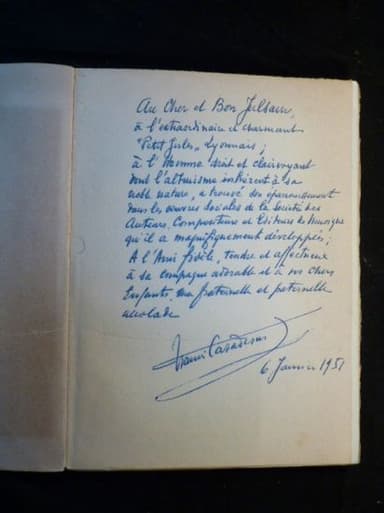 Au Cher et Bon Julsam,
à l'extraordinaire et charmant
"Petit Jules" Lyonnais;
à l'Homme droit et clairvoyant
dont l'altruisme inhérent à sa
noble nature, a trouvé son épanouissement
dans les œuvres sociales de la Société des
Auteurs, Compositeurs et Editeurs de Musique
qu'il a magnifiquement développées;
A l'Ami fidèle, tendre et affectueux
à sa compagne adorable et à ses chers
Enfants, ma fraternelle et paternelle
accolade
Casadesus
6 Janvier 1951